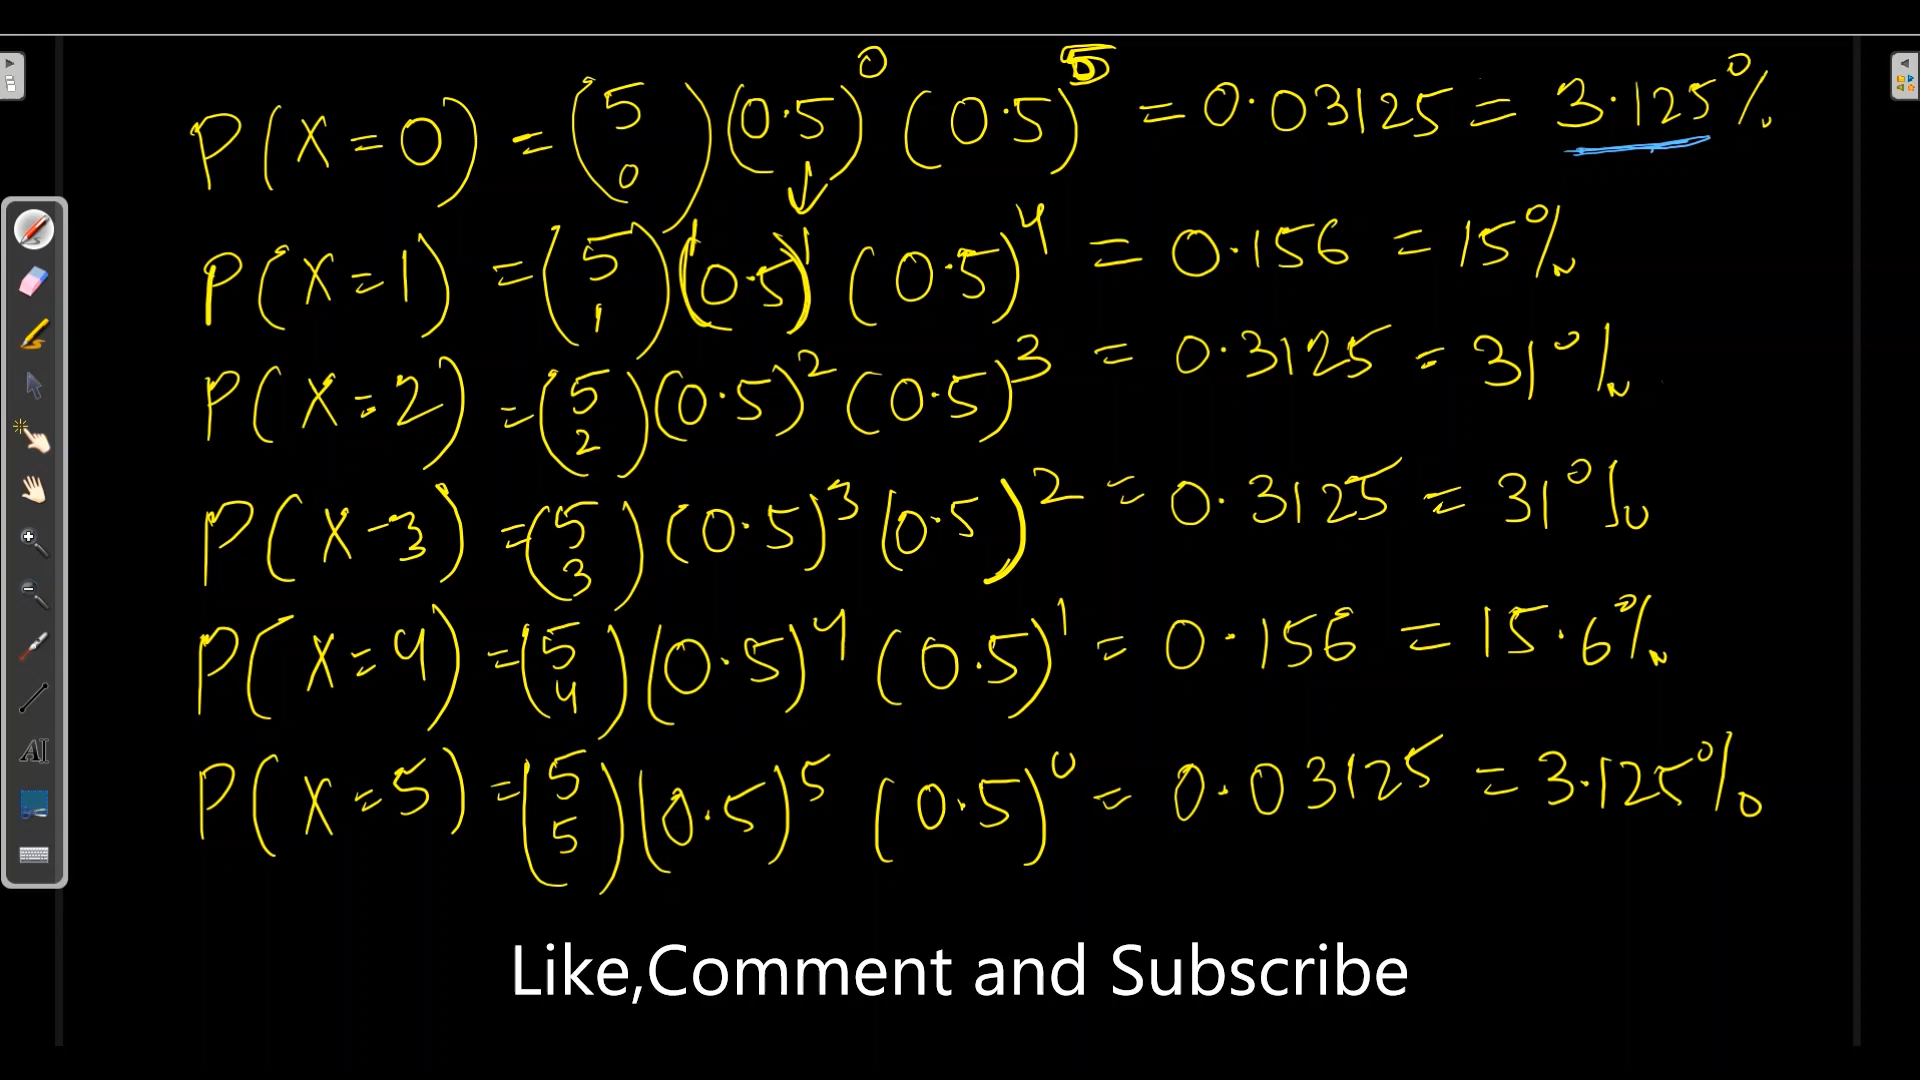 P(X=0) = (5 0)(0.5)^0 (0.5)^5 = 0.03125 = 3.125%
P(X=1) = (5 1)(0.5)^1 (0.5)^4 = 0.156 = 15%
P(X=2) = (5 2)(0.5)^2 (0.5)^3 = 0.3125 = 31%
P(X-3) = (5 3)(0.5)^3 (0.5)^2 = 0.3125 = 31%
P(X=4) = (5 4)(0.5)^4 (0.5)^1 = 0.156 = 15.6%
P(X=5) = (5 5)(0.5)^5 (0.5)^0 = 0.03125 = 3.125%
AI
Like,Comment and Subscribe